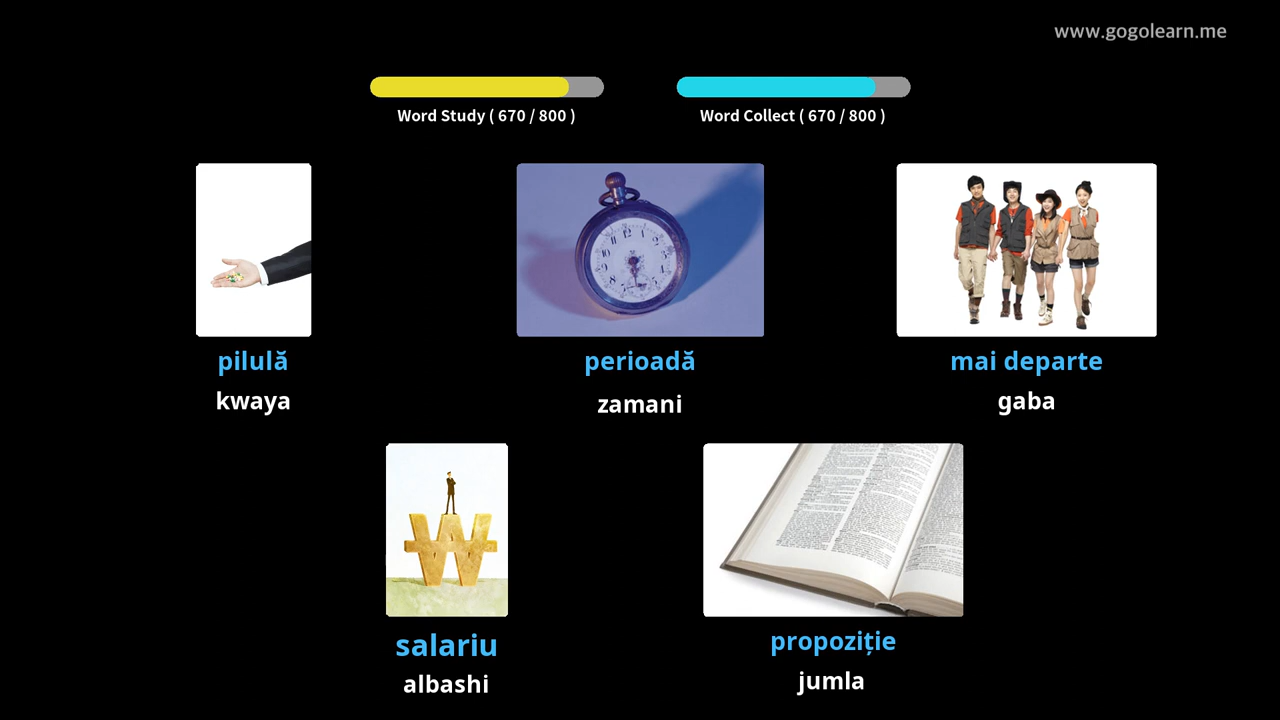 www.gogolearn.me
Word Study ( 670 / 800 )
Word Collect ( 670 / 800 )
pilulă
kwaya
perioadă
zamani
mai departe
gaba
salariu
albashi
propoziție
jumla